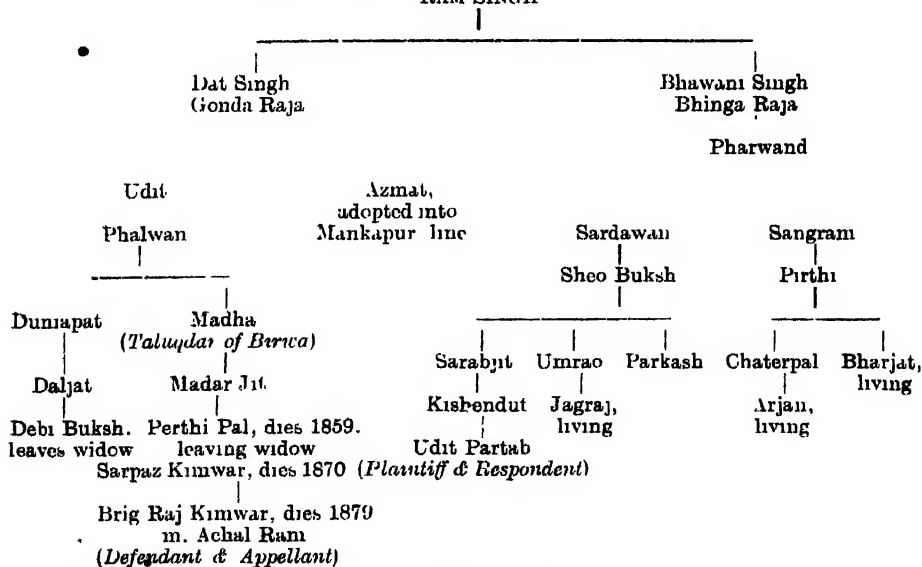 RAM SINGH
Dat Singh Bhawani Singh
Gonda Raja Bhinga Raja
Pharwand
Udit Azmat,
adopted into
Phalwan Mankapur line Sardawan Sangram
Sheo Buksh Pirthi
Duniapat Madha
(Taluqdar of Birwa)
Sarabjit Umrao Parkash Chaterpal Bharjat,
living
Daljat Madar Jit
Kishendut Jagraj, Arjan,
living living
Debi Buksh. Perthi Pal, dies 1859.
leaves widow leaving widow Udit Partab
Sarpaz Kunwar, dies 1870 (Plaintiff & Respondent)
Brig Raj Kunwar, dies 1879
m. Achal Ram
(Defendant & Appellant)